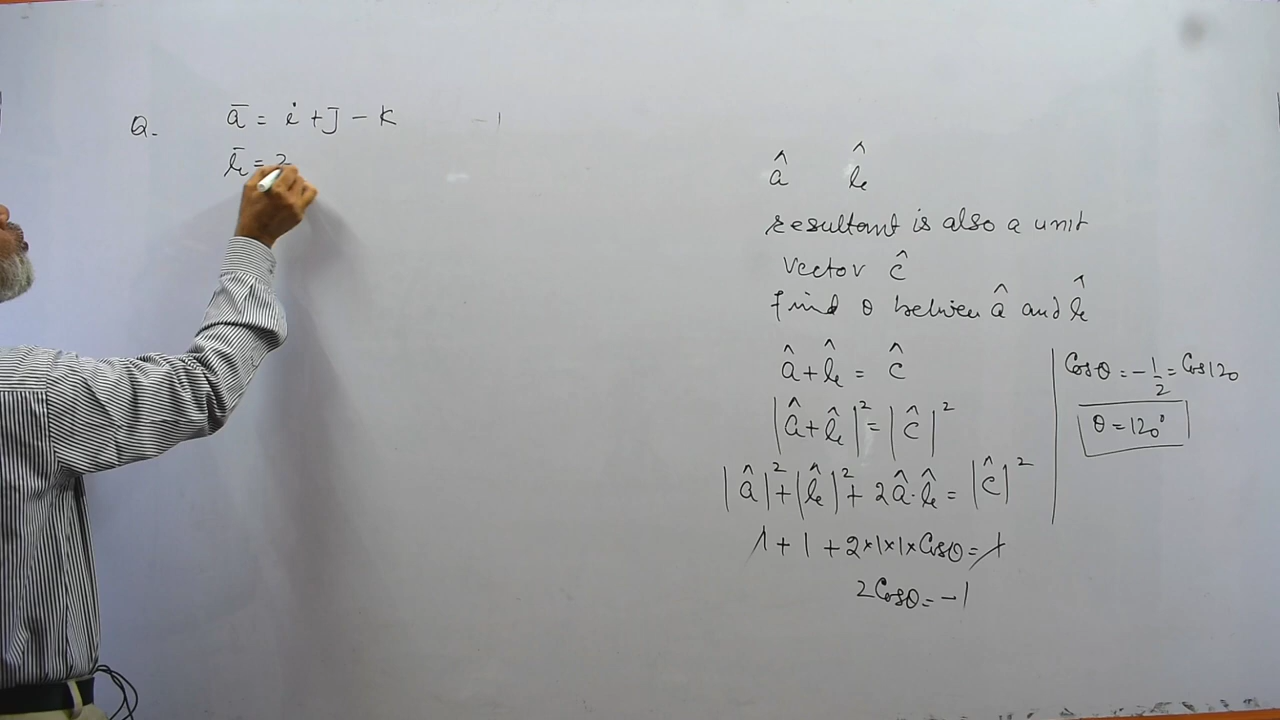 Q. ā = i + j - k
-1
b̄ = 2
â b̂
resultant is also a unit
vector ĉ
find θ between â and b̂
â + b̂ = ĉ
|â + b̂|² = |ĉ|²
|â|² + |b̂|² + 2â·b̂ = |ĉ|²
1 + 1 + 2×1×1×Cosθ = 1
2Cosθ = -1
Cosθ = -1/2 = Cos120
θ = 120°